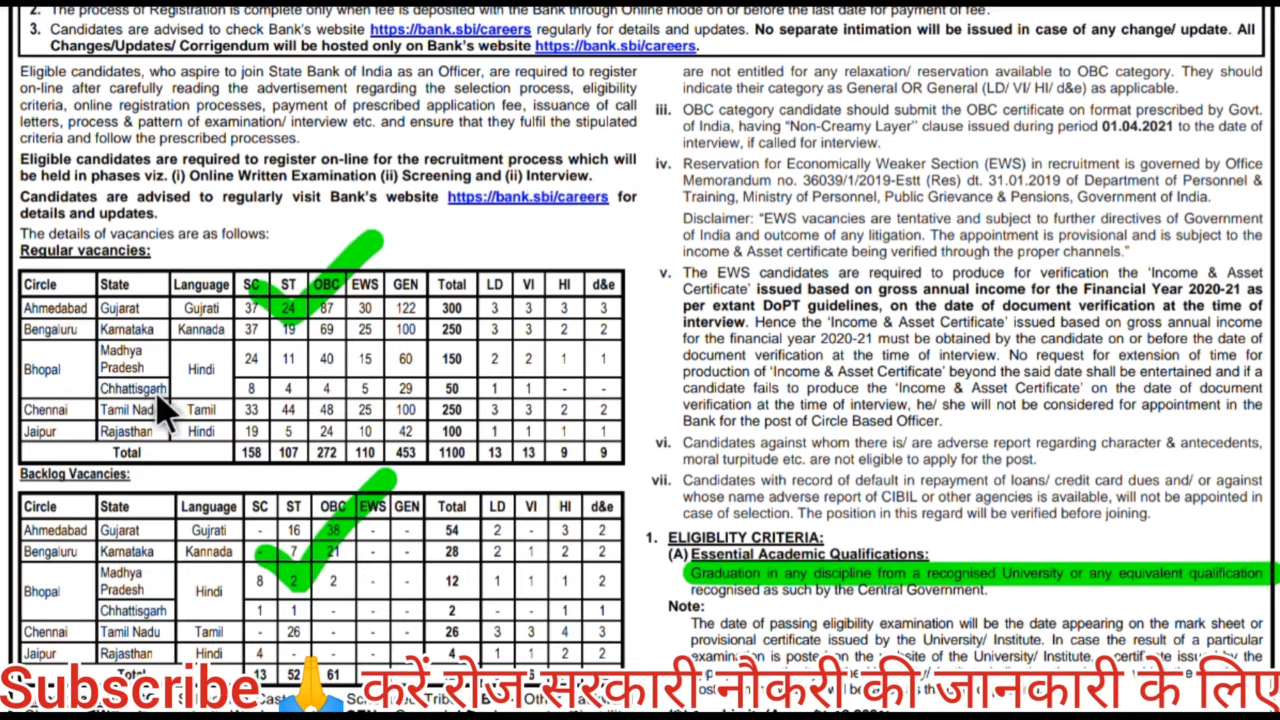 2. The process of Registration is complete only when fee is deposited with the Bank through Online mode on or before the last date for payment of fee.
3. Candidates are advised to check Bank's website https://bank.sbi/careers regularly for details and updates. No separate intimation will be issued in case of any change/ update. All
Changes/Updates/ Corrigendum will be hosted only on Bank's website https://bank.sbi/careers.
Eligible candidates, who aspire to join State Bank of India as an Officer, are required to register
on-line after carefully reading the advertisement regarding the selection process, eligibility
criteria, online registration processes, payment of prescribed application fee, issuance of call
letters, process & pattern of examination/ interview etc. and ensure that they fulfil the stipulated
criteria and follow the prescribed processes.
Eligible candidates are required to register on-line for the recruitment process which will
be held in phases viz. (i) Online Written Examination (ii) Screening and (ii) Interview.
Candidates are advised to regularly visit Bank's website https://bank.sbi/careers for
details and updates.
The details of vacancies are as follows:
Regular vacancies:
Circle State Language SC ST OBC EWS GEN Total LD VI HI d&e
Ahmedabad Gujarat Gujrati 37 24 87 30 122 300 3 3 3 3
Bengaluru Karnataka Kannada 37 19 69 25 100 250 3 3 2 2
Bhopal Madhya Pradesh Hindi 24 11 40 15 60 150 2 2 1 1
Chhattisgarh 8 4 4 5 29 50 1 1 - -
Chennai Tamil Nad Tamil 33 44 48 25 100 250 3 3 2 2
Jaipur Rajasthan Hindi 19 5 24 10 42 100 1 1 1 1
Total 158 107 272 110 453 1100 13 13 9 9
Backlog Vacancies:
Circle State Language SC ST OBC EWS GEN Total LD VI HI d&e
Ahmedabad Gujarat Gujrati - 16 38 - - 54 2 - 3 2
Bengaluru Karnataka Kannada - 7 21 - - 28 2 1 2 2
Bhopal Madhya Pradesh Hindi 8 2 2 - - 12 1 1 1 2
Chhattisgarh 1 1 - - - 2 - - 1 1
Chennai Tamil Nadu Tamil - 26 - - - 26 3 3 4 3
Jaipur Rajasthan Hindi 4 - - - - 4 1 1 2 2
13 52 61
are not entitled for any relaxation/ reservation available to OBC category. They should
indicate their category as General OR General (LD/ VI/ HI/ d&e) as applicable.
iii. OBC category candidate should submit the OBC certificate on format prescribed by Govt.
of India, having “Non-Creamy Layer” clause issued during period 01.04.2021 to the date of
interview, if called for interview.
iv. Reservation for Economically Weaker Section (EWS) in recruitment is governed by Office
Memorandum no. 36039/1/2019-Estt (Res) dt. 31.01.2019 of Department of Personnel &
Training, Ministry of Personnel, Public Grievance & Pensions, Government of India.
Disclaimer: “EWS vacancies are tentative and subject to further directives of Government
of India and outcome of any litigation. The appointment is provisional and is subject to the
income & Asset certificate being verified through the proper channels.”
v. The EWS candidates are required to produce for verification the ‘Income & Asset
Certificate’ issued based on gross annual income for the Financial Year 2020-21 as
per extant DoPT guidelines, on the date of document verification at the time of
interview. Hence the ‘Income & Asset Certificate’ issued based on gross annual income
for the financial year 2020-21 must be obtained by the candidate on or before the date of
document verification at the time of interview. No request for extension of time for
production of ‘Income & Asset Certificate’ beyond the said date shall be entertained and if a
candidate fails to produce the ‘Income & Asset Certificate’ on the date of document
verification at the time of interview, he/ she will not be considered for appointment in the
Bank for the post of Circle Based Officer.
vi. Candidates against whom there is/ are adverse report regarding character & antecedents,
moral turpitude etc. are not eligible to apply for the post.
vii. Candidates with record of default in repayment of loans/ credit card dues and/ or against
whose name adverse report of CIBIL or other agencies is available, will not be appointed in
case of selection. The position in this regard will be verified before joining.
1. ELIGIBLITY CRITERIA:
(A) Essential Academic Qualifications:
Graduation in any discipline from a recognised University or any equivalent qualification
recognised as such by the Central Government.
Note:
The date of passing eligibility examination will be the date appearing on the mark sheet or
provisional certificate issued by the University/ Institute. In case the result of a particular
Subscribe 🙏 करें रोज सरकारी नौकरी की जानकारी के लिए